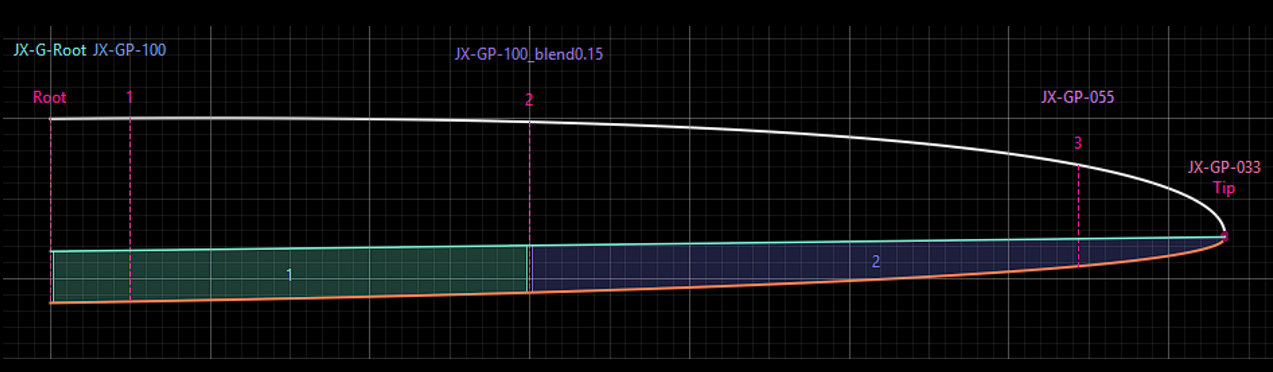 JX-G-Root JX-GP-100
JX-GP-100_blend0.15
Root
1
2
JX-GP-055
3
JX-GP-033
Tip
1
2